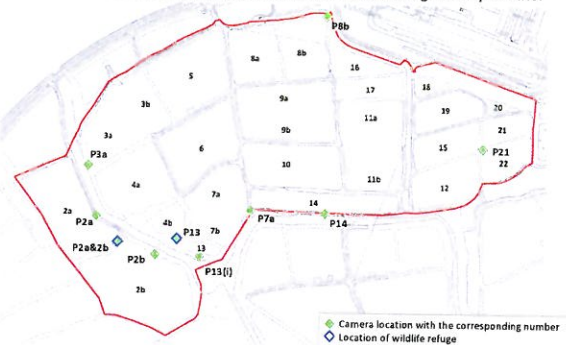 P8b
8a
8b
5
16
17
18
3b
9a
19
20
11a
9b
21
3a
6
15
P21
P3a
10
22
4a
11b
12
7a
2a
14
P2a
4b
P13
7b
P7a
P14
P2a&2b
13
P2b
P13(i)
2b
Camera location with the corresponding number
Location of wildlife refuge